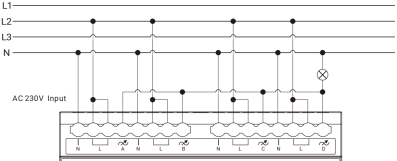 L1
L2
L3
N
AC 230V Input
N L A N L B N L C N L D